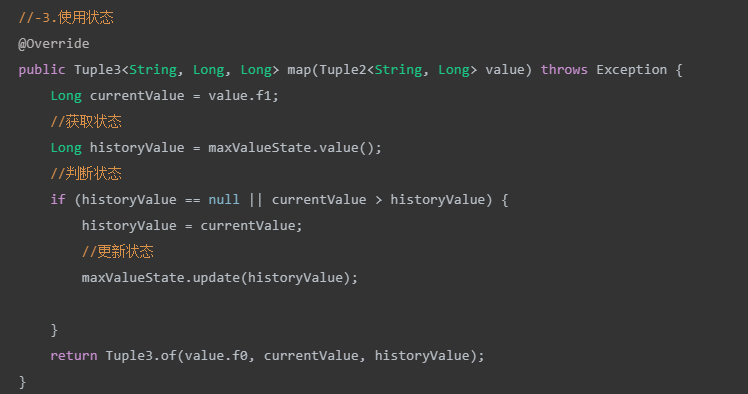 //-3.使用状态
@Override
public Tuple3<String, Long, Long> map(Tuple2<String, Long> value) throws Exception {
    Long currentValue = value.f1;
    //获取状态
    Long historyValue = maxValueState.value();
    //判断状态
    if (historyValue == null || currentValue > historyValue) {
        historyValue = currentValue;
        //更新状态
        maxValueState.update(historyValue);
    }
    return Tuple3.of(value.f0, currentValue, historyValue);
}